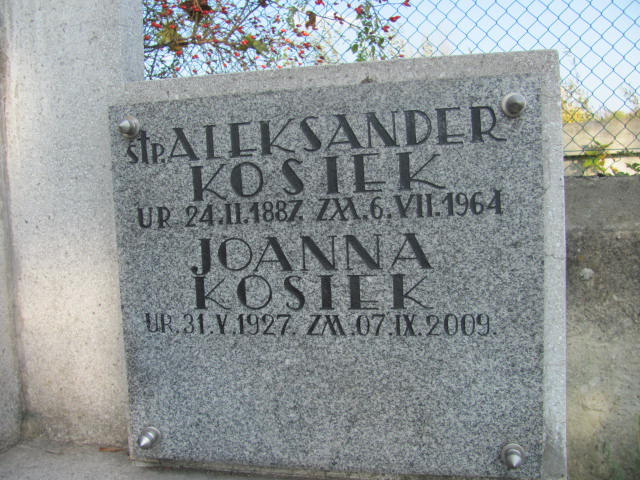 ŚTP. ALEKSANDER
KOSIEK
UR 24.II.1887. ZM.6.VII.1964
JOANNA
KOSIEK
UR.31.V.1927. ZM.07.IX.2009.